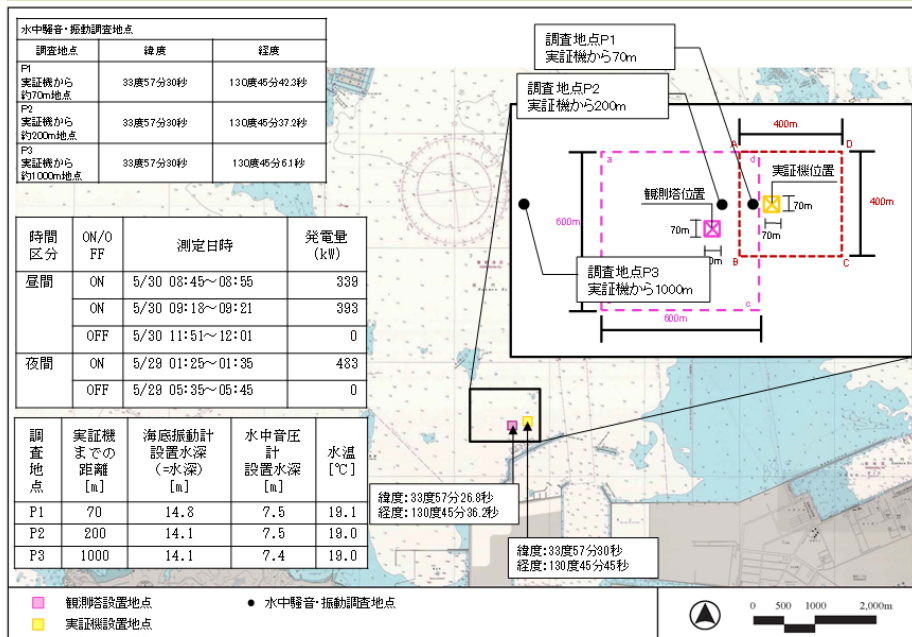 水中騒音・振動調査地点
調査地点 緯度 経度
P1
実証機から
約70m地点 33度57分30秒 130度45分42.3秒
P2
実証機から
約200m地点 33度57分30秒 130度45分37.2秒
P3
実証機から
約1000m地点 33度57分30秒 130度45分6.1秒
時間区分 ON/OFF 測定日時 発電量(kW)
昼間 ON 5/30 08:45～08:55 339
ON 5/30 09:18～09:21 393
OFF 5/30 11:51～12:01 0
夜間 ON 5/29 01:25～01:35 483
OFF 5/29 05:35～05:45 0
調査地点 実証機までの距離[m] 海底振動計設置水深(=水深)[m] 水中音圧計設置水深[m] 水温[℃]
P1 70 14.8 7.5 19.1
P2 200 14.1 7.5 19.0
P3 1000 14.1 7.4 19.0
調査地点P1
実証機から70m
調査地点P2
実証機から200m
400m
A
D
a
d
実証機位置
観測塔位置
70m
400m
600m
70m
70m
0m
B
C
調査地点P3
実証機から1000m
c
600m
緯度:33度57分26.8秒
経度:130度45分36.2秒
緯度:33度57分30秒
経度:130度45分45秒
観測塔設置地点
水中騒音・振動調査地点
実証機設置地点
0 500 1000 2,000m